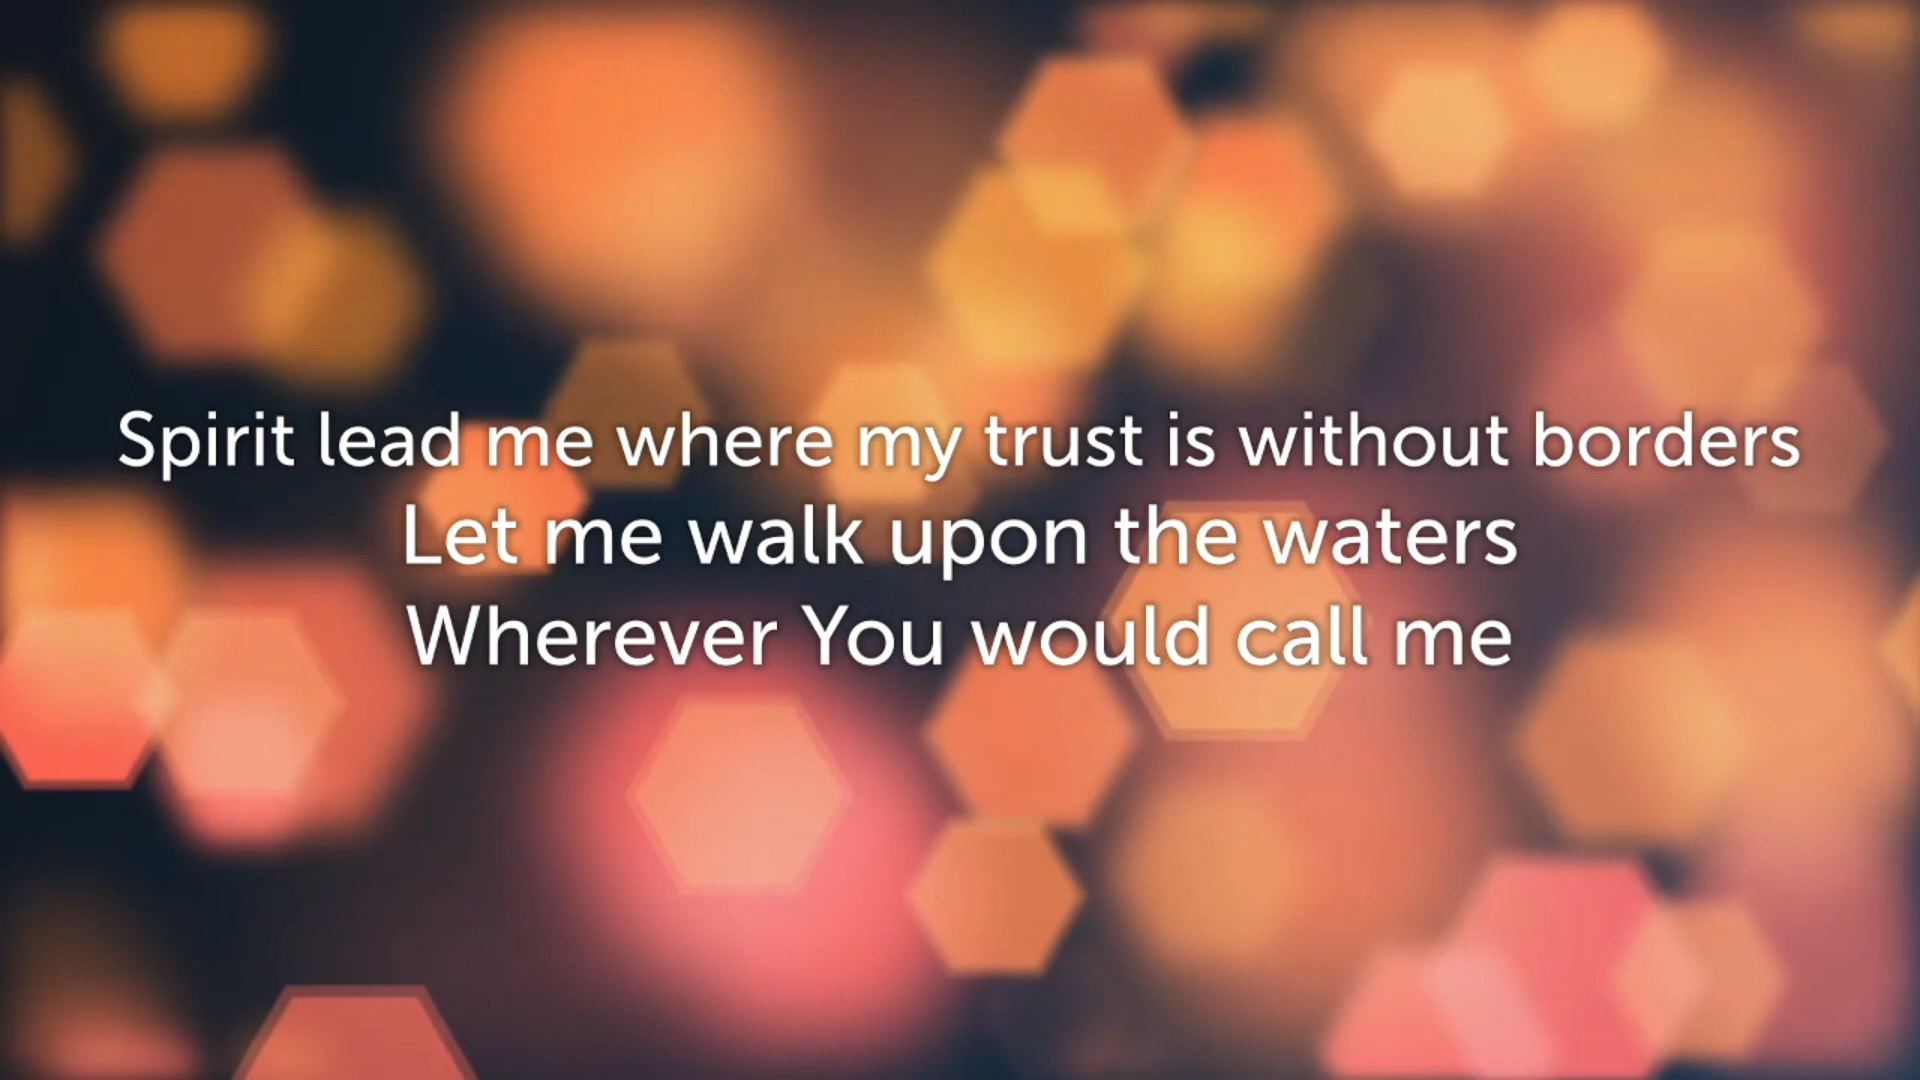 Spirit lead me where my trust is without borders
Let me walk upon the waters
Wherever You would call me